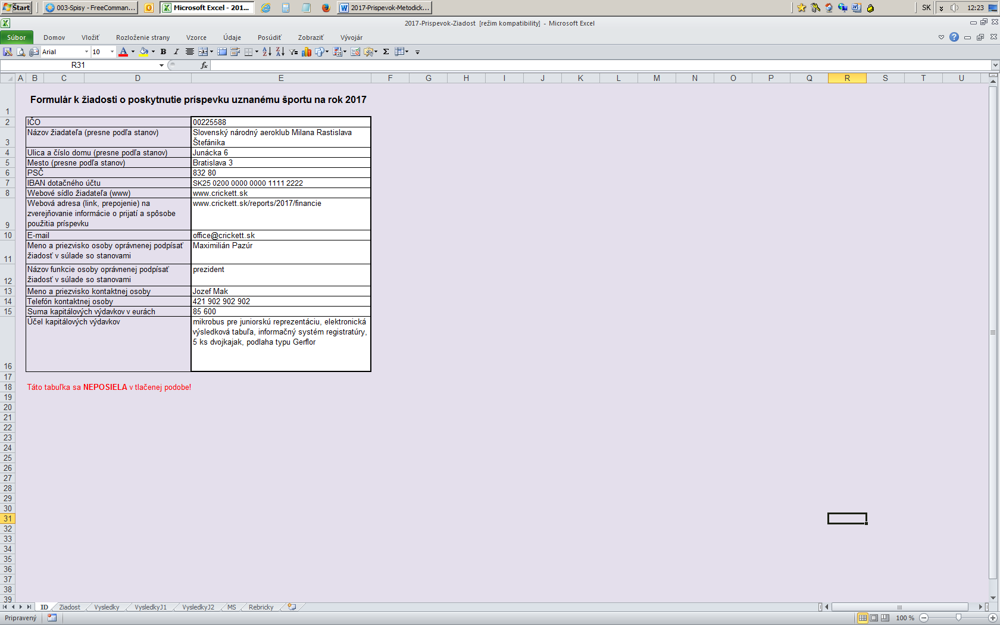 Start
003-Spisy - FreeComman...
Microsoft Excel - 201...
2017-Prispevok-Metodick...
SK
12:23
2017-Prispevok-Ziadost [režim kompatibility] - Microsoft Excel
Súbor Domov Vložiť Rozloženie strany Vzorce Údaje Posúdiť Zobraziť Vývojár
Arial 10
R31 fx
A B C D E F G H I J K L M N O P Q R S T U
1 Formulár k žiadosti o poskytnutie príspevku uznanému športu na rok 2017
2 IČO 00225588
3 Názov žiadateľa (presne podľa stanov) Slovenský národný aeroklub Milana Rastislava
Štefánika
4 Ulica a číslo domu (presne podľa stanov) Junácka 6
5 Mesto (presne podľa stanov) Bratislava 3
6 PSČ 832 80
7 IBAN dotačného účtu SK25 0200 0000 0000 1111 2222
8 Webové sídlo žiadateľa (www) www.crickett.sk
9 Webová adresa (link, prepojenie) na www.crickett.sk/reports/2017/financie
zverejňovanie informácie o prijatí a spôsobe
použitia príspevku
10 E-mail office@crickett.sk
11 Meno a priezvisko osoby oprávnenej podpísať Maximilián Pazúr
žiadosť v súlade so stanovami
12 Názov funkcie osoby oprávnenej podpísať prezident
žiadosť v súlade so stanovami
13 Meno a priezvisko kontaktnej osoby Jozef Mak
14 Telefón kontaktnej osoby 421 902 902 902
15 Suma kapitálových výdavkov v eurách 85 600
16 Účel kapitálových výdavkov mikrobus pre juniorskú reprezentáciu, elektronická
výsledková tabuľa, informačný systém registratúry,
5 ks dvojkajak, podlaha typu Gerflor
17
18 Táto tabuľka sa NEPOSIELA v tlačenej podobe!
19
20
21
22
23
24
25
26
27
28
29
30
31
32
33
34
35
36
37
38
39
ID Ziadost Vysledky VysledkyJ1 VysledkyJ2 MS Rebricky
Pripravený 100 %